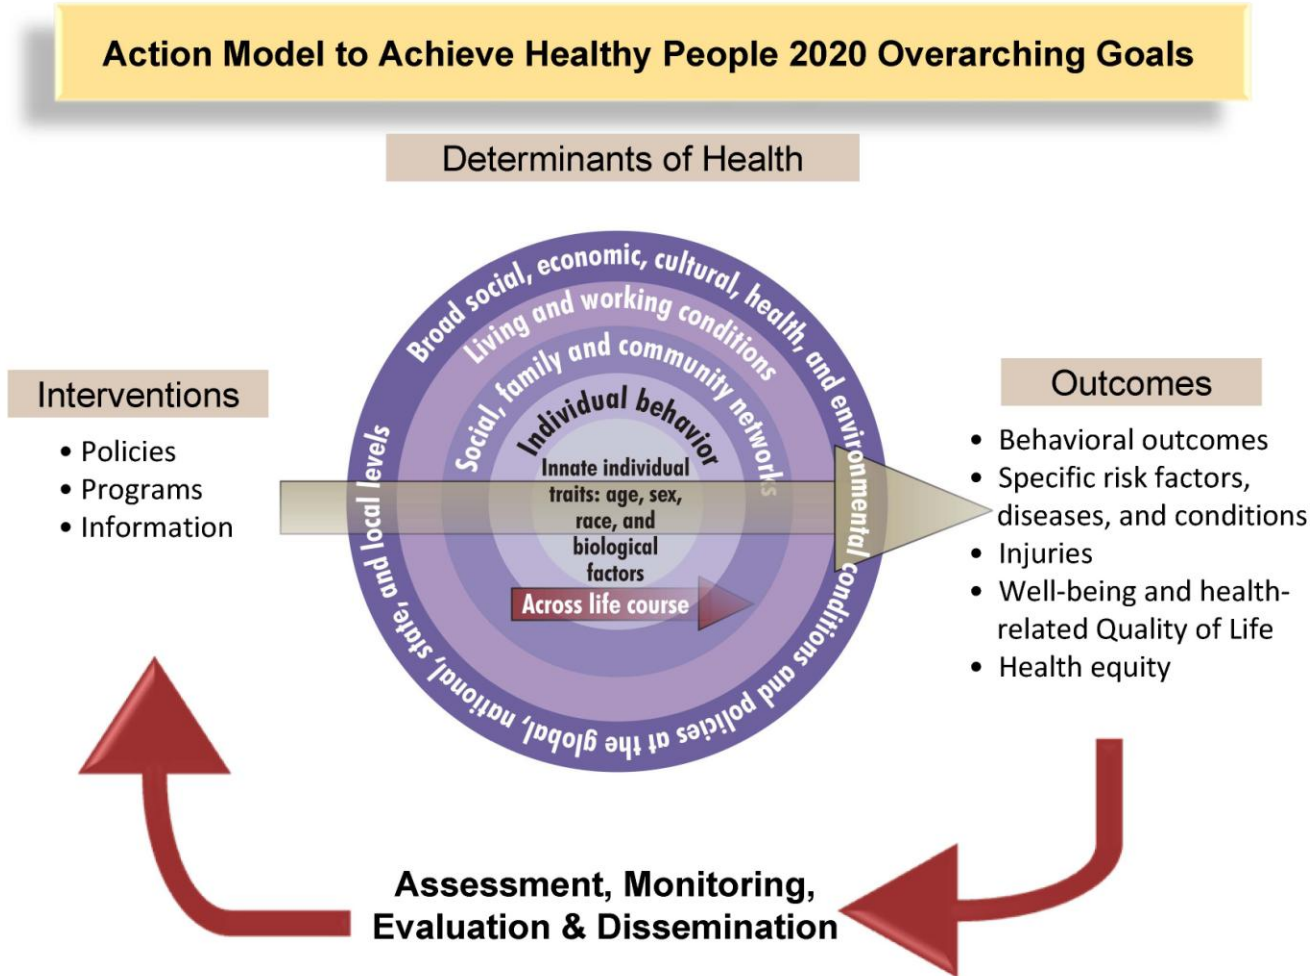 Action Model to Achieve Healthy People 2020 Overarching Goals
Determinants of Health
Broad social, economic, cultural, health, and environmental conditions and policies at the global, national, state, and local levels
Living and working conditions
Social, family and community networks
Individual behavior
Innate individual
traits: age, sex,
race, and
biological
factors
Across life course
Interventions
• Policies
• Programs
• Information
Outcomes
• Behavioral outcomes
• Specific risk factors,
diseases, and conditions
• Injuries
• Well-being and health-
related Quality of Life
• Health equity
Assessment, Monitoring,
Evaluation & Dissemination